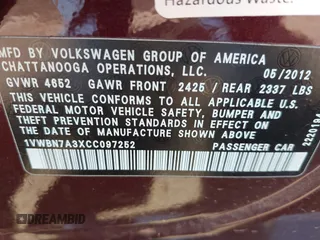 Hazardous Waste.
MFD BY VOLKSWAGEN GROUP OF AMERICA
CHATTANOOGA OPERATIONS, LLC. 05/2012
GVWR 4652 GAWR FRONT 2425 / REAR 2337 LBS
THIS VEHICLE CONFORMS TO ALL APPLICABLE
FEDERAL MOTOR VEHICLE SAFETY, BUMPER AND
THEFT PREVENTION STANDARDS IN EFFECT ON THE
DATE OF MANUFACTURE SHOWN ABOVE.
1VWBN7A3XCC097252 PASSENGER CAR